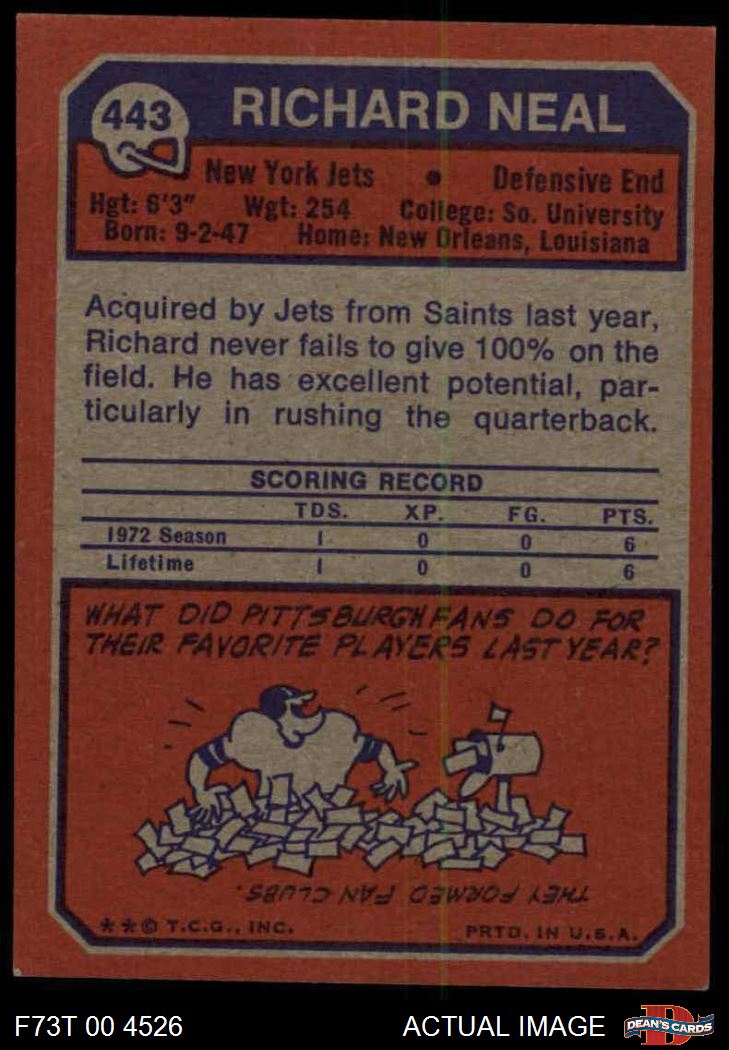 443
RICHARD NEAL
New York Jets • Defensive End
Hgt: 6'3" Wgt: 254 College: So. University
Born: 9-2-47 Home: New Orleans, Louisiana
Acquired by Jets from Saints last year,
Richard never fails to give 100% on the
field. He has excellent potential, par-
ticularly in rushing the quarterback.
SCORING RECORD
TDS. XP. FG. PTS.
1972 Season 1 0 0 6
Lifetime 1 0 0 6
WHAT DID PITTSBURGH FANS DO FOR
THEIR FAVORITE PLAYERS LAST YEAR?
THEY FORMED FAN CLUBS.
**© T.C.G., INC. PRTD. IN U.S.A.
F73T 00 4526 ACTUAL IMAGE
D
DEAN'S CARDS